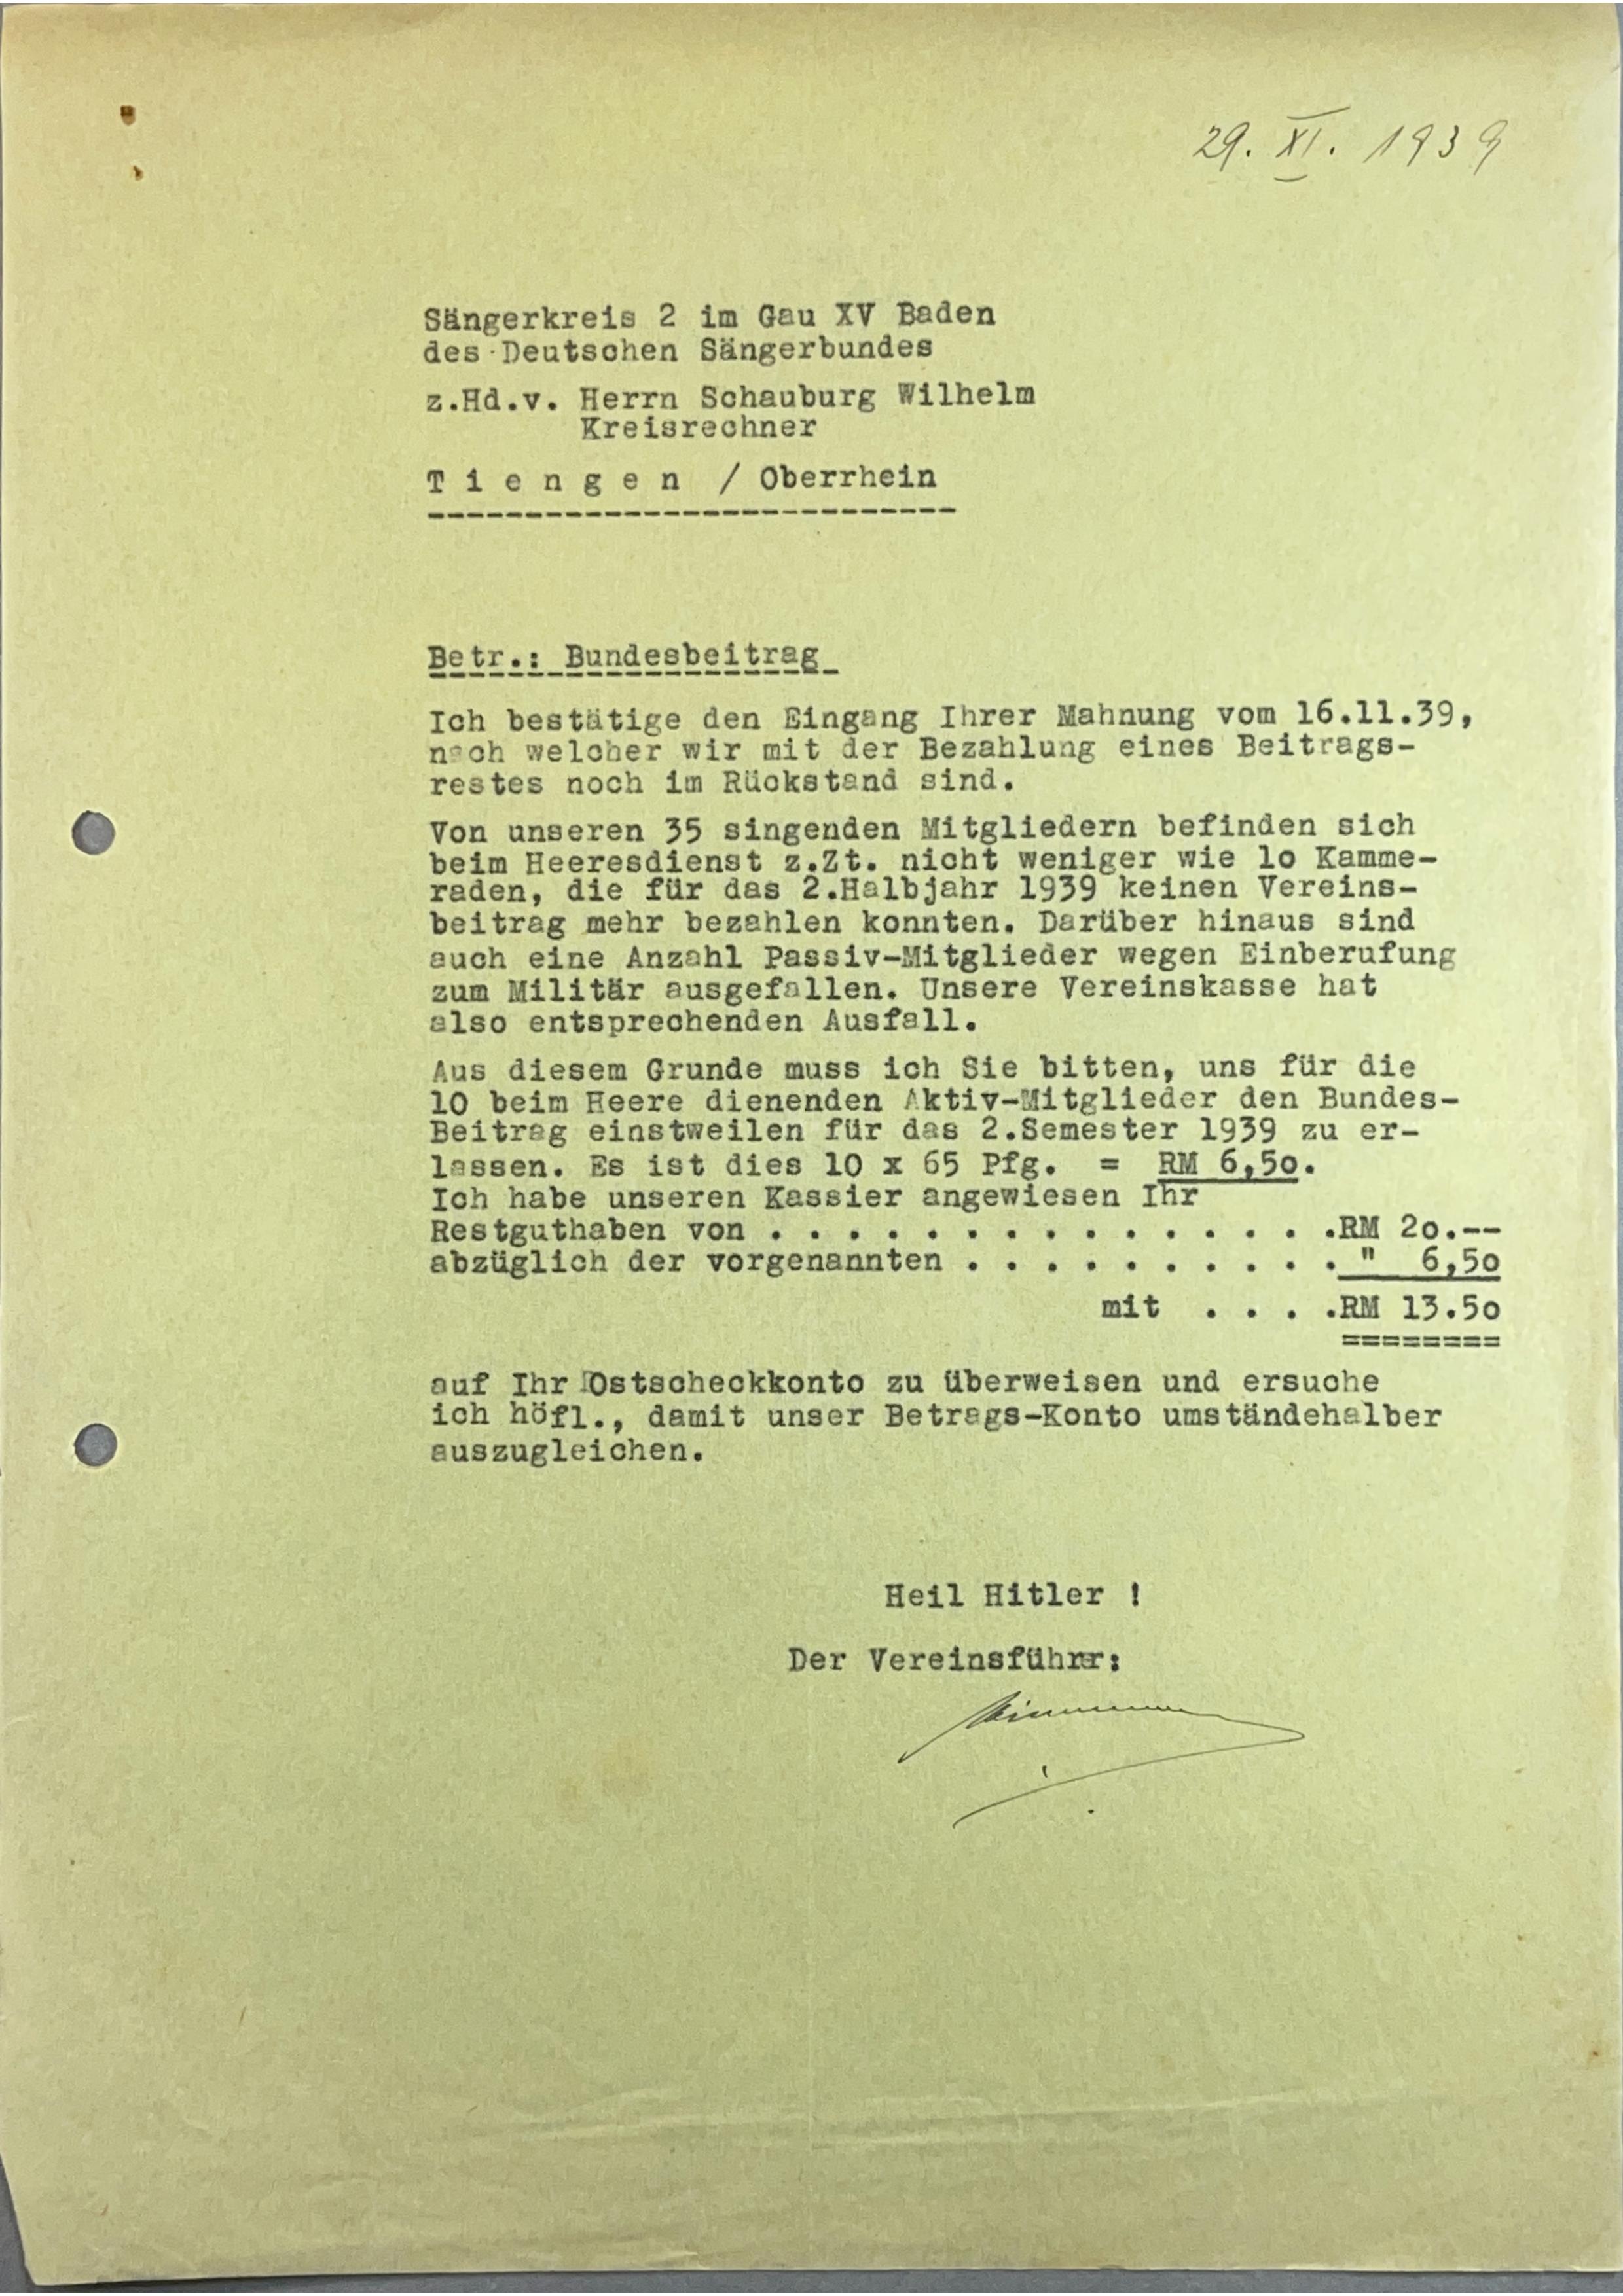 29. XI. 1939
Sängerkreis 2 im Gau XV Baden
des Deutschen Sängerbundes
z.Hd.v. Herrn Schauburg Wilhelm
Kreisrechner
T i e n g e n / Oberrhein
---------------------------
Betr.: Bundesbeitrag
Ich bestätige den Eingang Ihrer Mahnung vom 16.11.39,
nach welcher wir mit der Bezahlung eines Beitrags-
restes noch im Rückstand sind.
Von unseren 35 singenden Mitgliedern befinden sich
beim Heeresdienst z.Zt. nicht weniger wie 1o Kamme-
raden, die für das 2.Halbjahr 1939 keinen Vereins-
beitrag mehr bezahlen konnten. Darüber hinaus sind
auch eine Anzahl Passiv-Mitglieder wegen Einberufung
zum Militär ausgefallen. Unsere Vereinskasse hat
also entsprechenden Ausfall.
Aus diesem Grunde muss ich Sie bitten, uns für die
10 beim Heere dienenden Aktiv-Mitglieder den Bundes-
Beitrag einstweilen für das 2.Semester 1939 zu er-
lassen. Es ist dies 10 x 65 Pfg. = RM 6,5o.
Ich habe unseren Kassier angewiesen Ihr
Restguthaben von . . . . . . . . . . . . . . .RM 2o.--
abzüglich der vorgenannten . . . . . . . . . . " 6,5o
mit . . . .RM 13.5o
========
auf Ihr Ostscheckkonto zu überweisen und ersuche
ich höfl., damit unser Betrags-Konto umständehalber
auszugleichen.
Heil Hitler !
Der Vereinsführer: